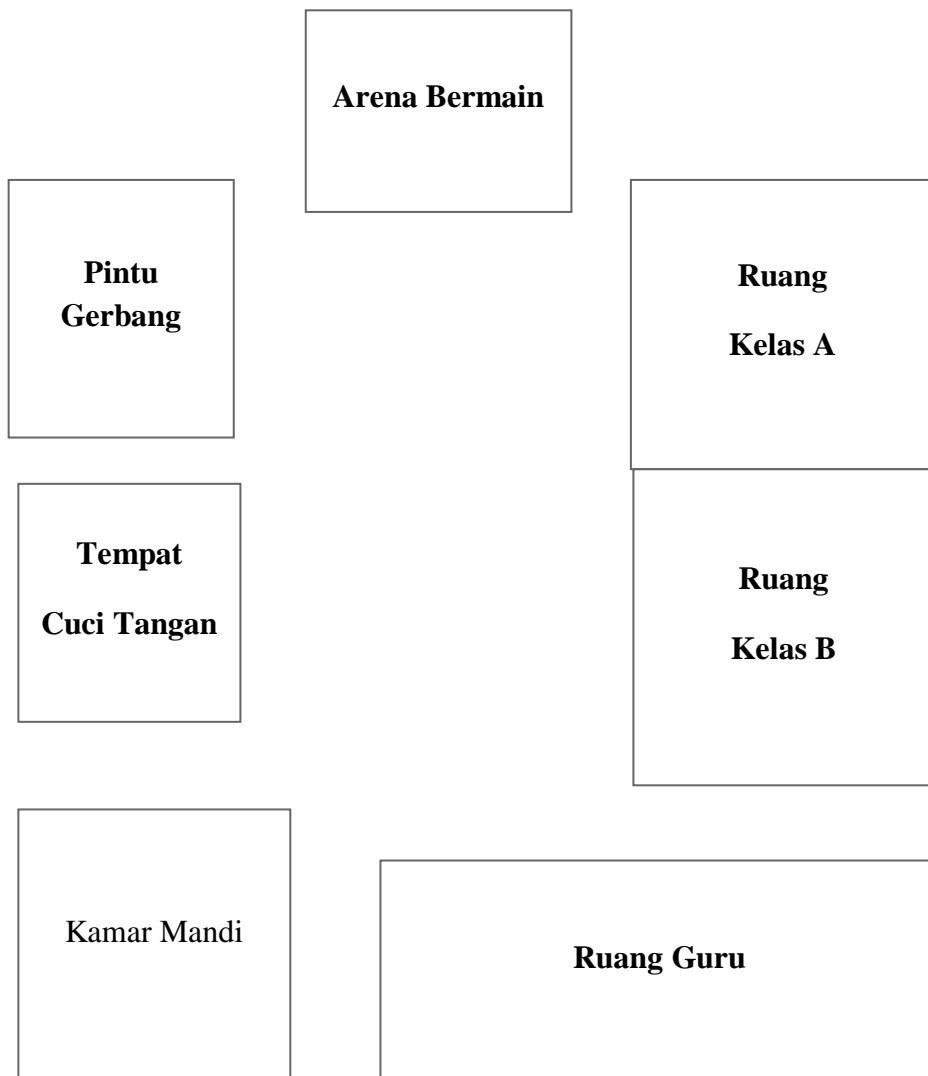 Arena Bermain
Pintu
Gerbang
Ruang
Kelas A
Tempat
Cuci Tangan
Ruang
Kelas B
Kamar Mandi
Ruang Guru